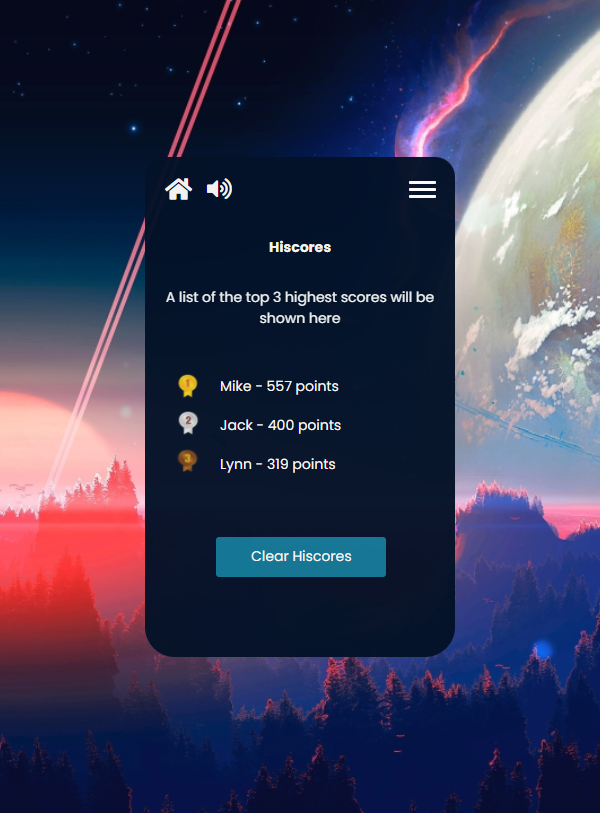 Hiscores
A list of the top 3 highest scores will be
shown here
1 Mike - 557 points
2 Jack - 400 points
3 Lynn - 319 points
Clear Hiscores